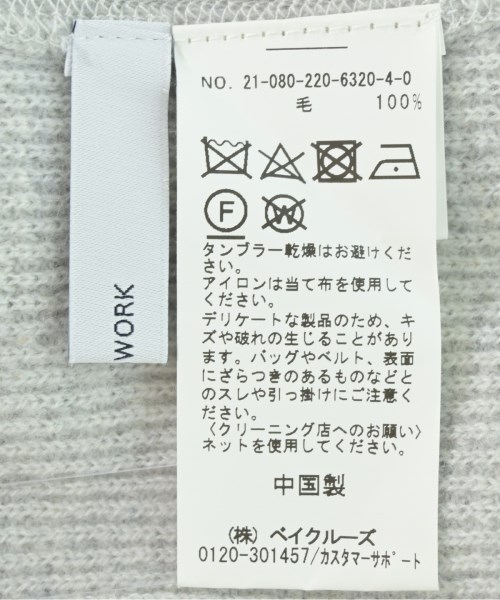 WORK
NO. 21-080-220-6320-4-0
毛 100%
F
W
タンブラー乾燥はお避けくだ
さい。
アイロンは当て布を使用して
ください。
デリケートな製品のため、キ
ズや破れの生じることがあり
ます。バッグやベルト、表面
にざらつきのあるものなどと
のスレや引っ掛けにご注意く
ださい。
〈クリーニング店へのお願い〉
ネットを使用してください。
中国製
(株) ベイクルーズ
0120-301457/カスタマーサポート